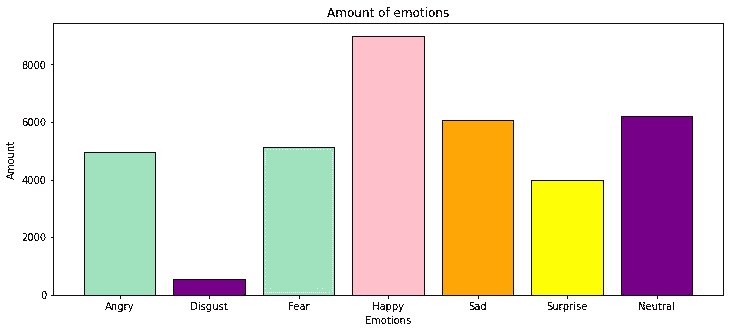 Amount of emotions
8000
6000
4000
2000
0
Amount
Angry Disgust Fear Happy Sad Surprise Neutral
Emotions